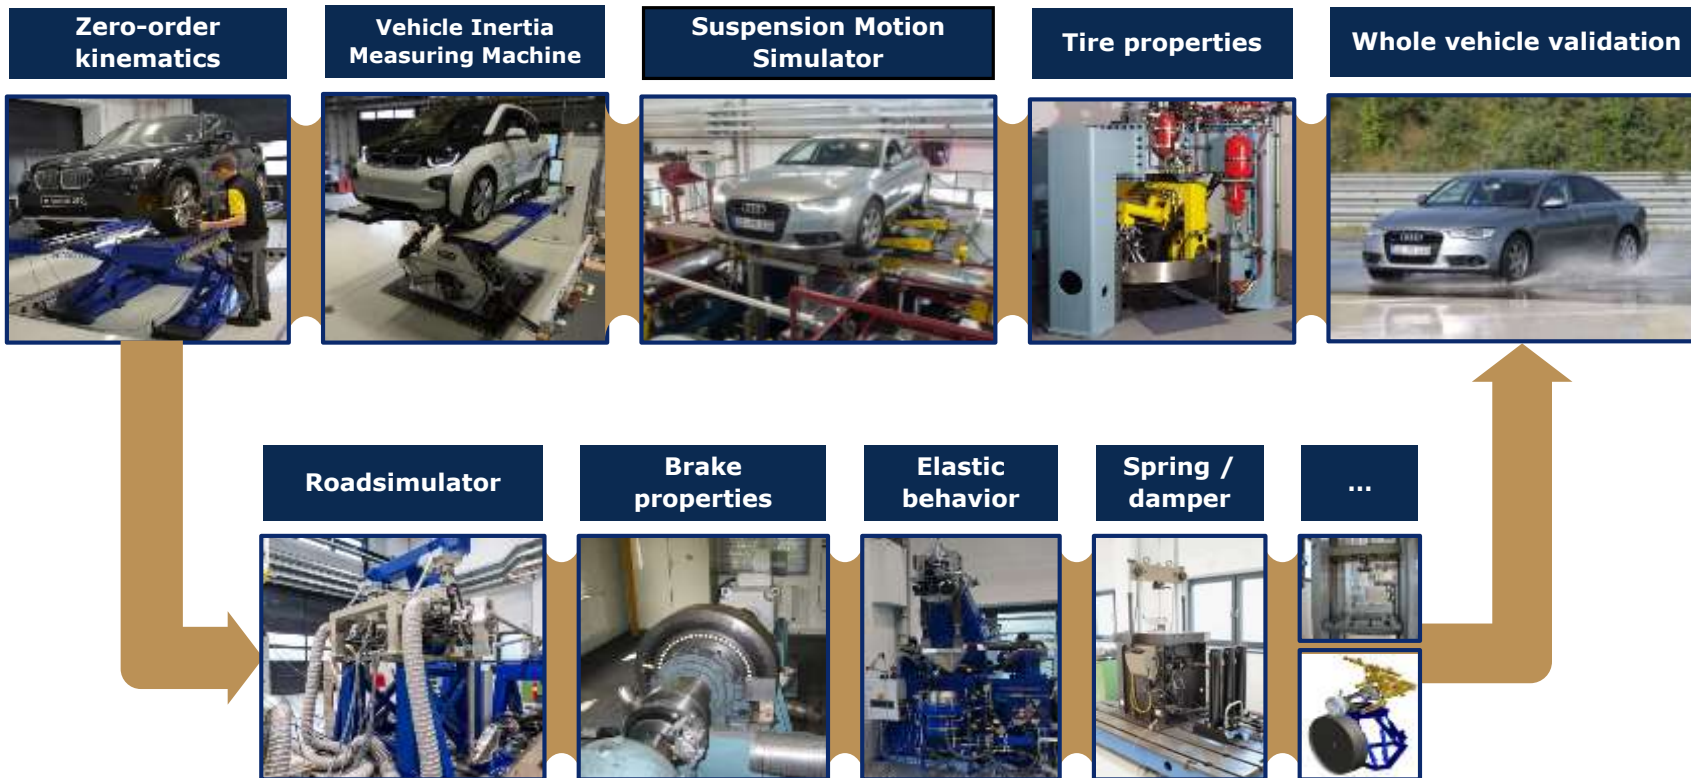 Zero-order
kinematics
Vehicle Inertia
Measuring Machine
Suspension Motion
Simulator
Tire properties
Whole vehicle validation
Roadsimulator
Brake
properties
Elastic
behavior
Spring /
damper
...